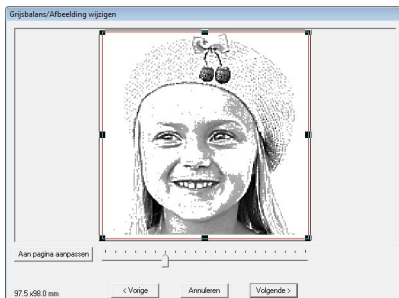 Grijsbalans/Afbeelding wijzigen
Aan pagina aanpassen
97.5 x98.0 mm
< Vorige
Annuleren
Volgende >